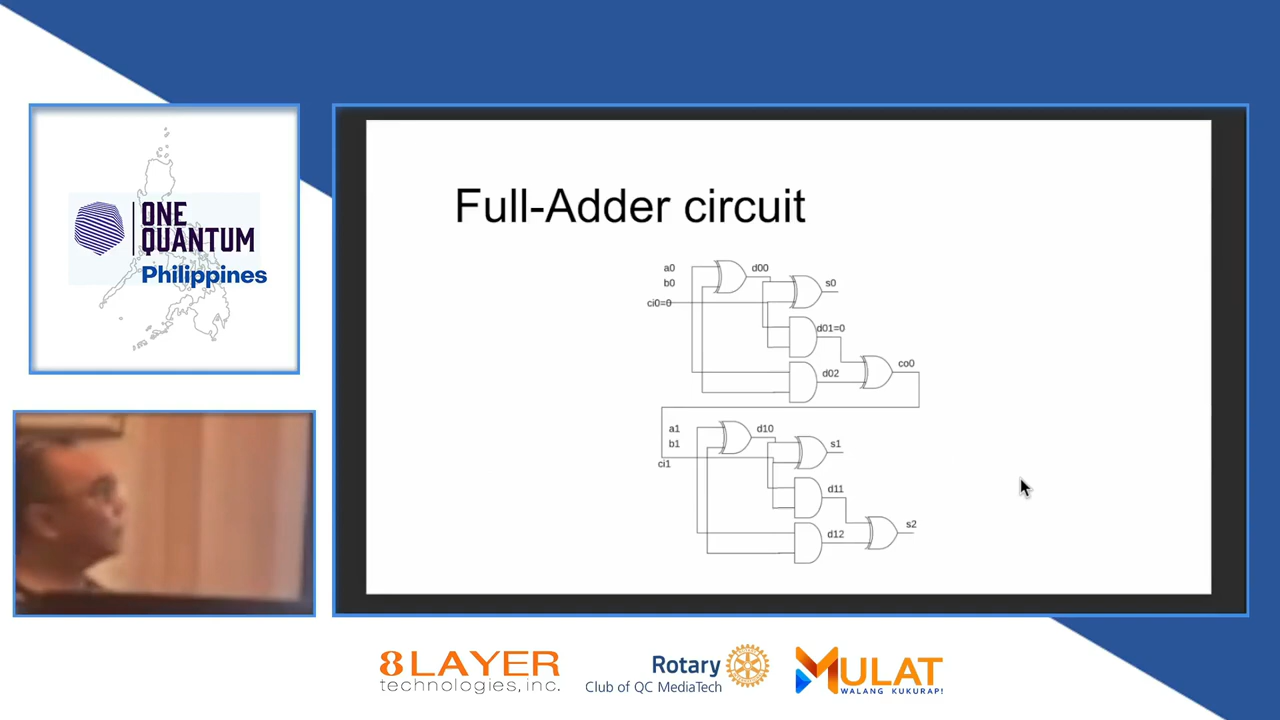 ONE
QUANTUM
Philippines
Full-Adder circuit
a0
d00
b0
s0
ci0=0
d01=0
d02
co0
a1
d10
b1
s1
ci1
d11
d12
s2
8LAYER
technologies, inc.
Rotary
Club of QC MediaTech
MULAT
WALANG KUKURAP!